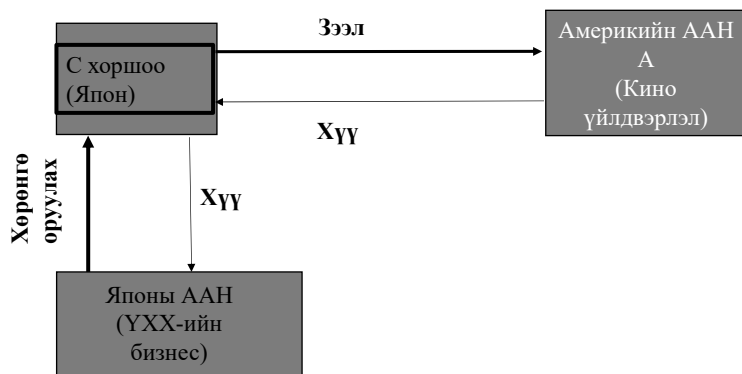 Зээл
Америкийн ААН
А
(Кино
үйлдвэрлэл)
С хоршоо
(Япон)
Хүү
Хүү
Хөрөнгө
оруулах
Японы ААН
(ҮХХ-ийн
бизнес)